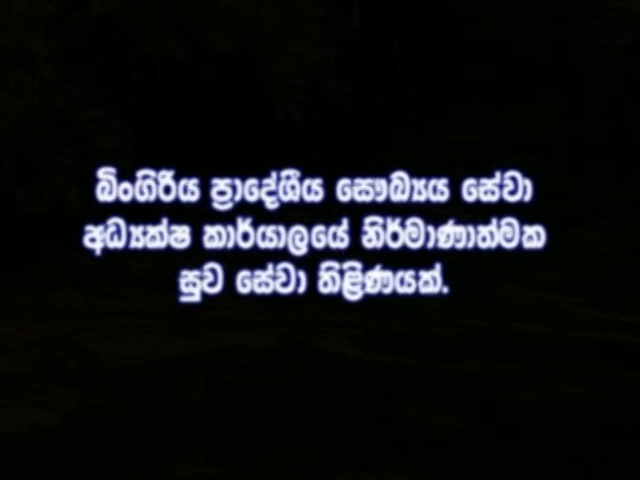 බිංගිරිය ප්‍රාදේශීය සෞඛ්‍යය සේවා
අධ්‍යක්ෂ කාර්යාලයේ නිර්මාණාත්මක
සුව සේවා තිළිණයක්.